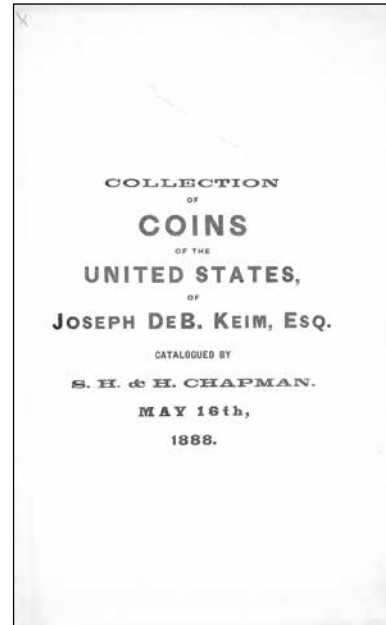 COLLECTION
OF
COINS
OF THE
UNITED STATES,
OF
JOSEPH DEB. KEIM, ESQ.
CATALOGUED BY
S. H. & H. CHAPMAN.
MAY 16th,
1888.